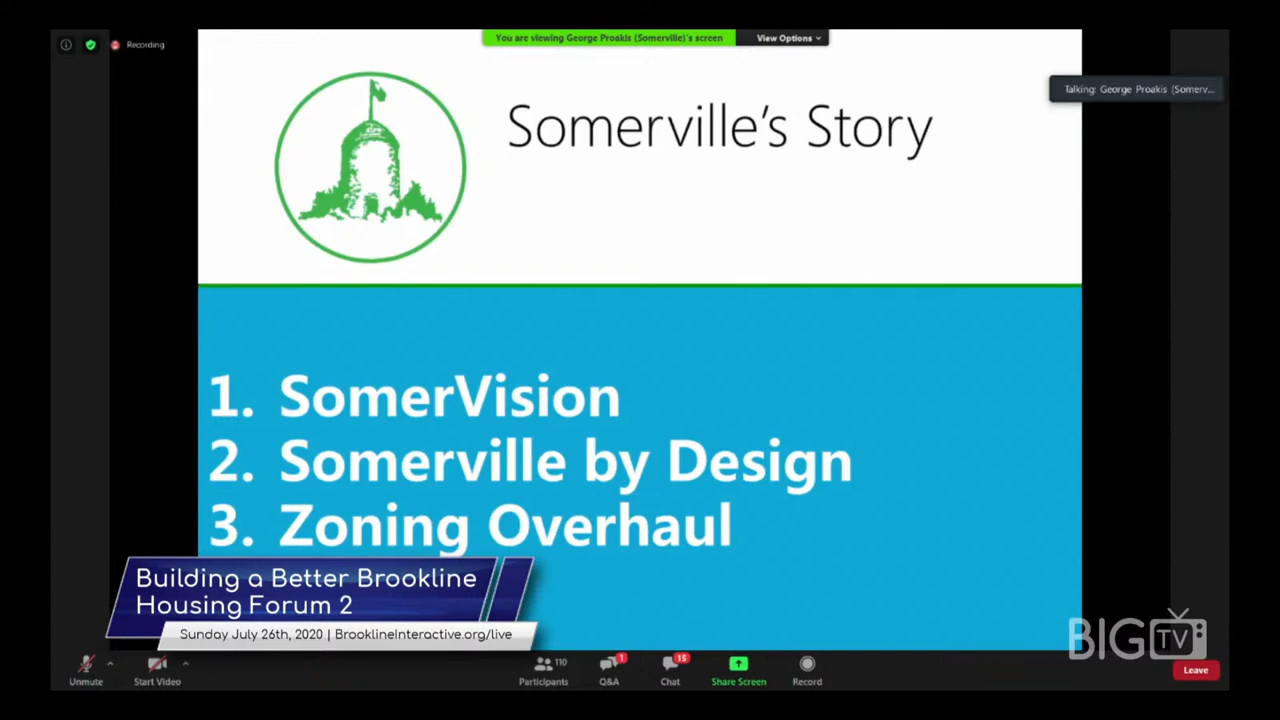 Recording
You are viewing George Proakis (Somerville)'s screen
View Options
Talking: George Proakis (Somerv...
Somerville's Story
1. SomerVision
2. Somerville by Design
3. Zoning Overhaul
Building a Better Brookline
Housing Forum 2
Sunday July 26th, 2020 | BrooklineInteractive.org/live
BIG TV
Unmute
Start Video
110
Participants
1
Q&A
15
Chat
Share Screen
Record
Leave